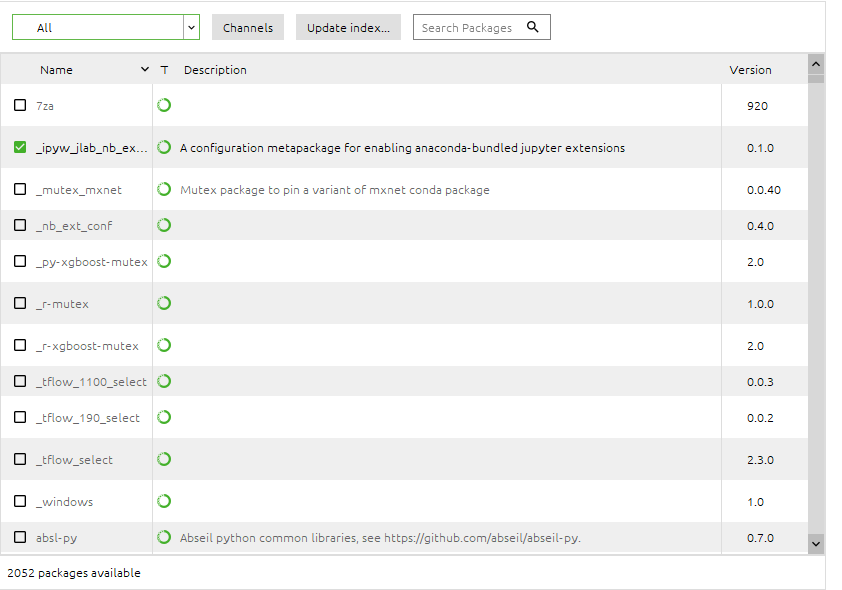 All Channels Update index... Search Packages
Name T Description Version
7za 920
_ipyw_jlab_nb_ex... A configuration metapackage for enabling anaconda-bundled jupyter extensions 0.1.0
_mutex_mxnet Mutex package to pin a variant of mxnet conda package 0.0.40
_nb_ext_conf 0.4.0
_py-xgboost-mutex 2.0
_r-mutex 1.0.0
_r-xgboost-mutex 2.0
_tflow_1100_select 0.0.3
_tflow_190_select 0.0.2
_tflow_select 2.3.0
_windows 1.0
absl-py Abseil python common libraries, see https://github.com/abseil/abseil-py. 0.7.0
2052 packages available